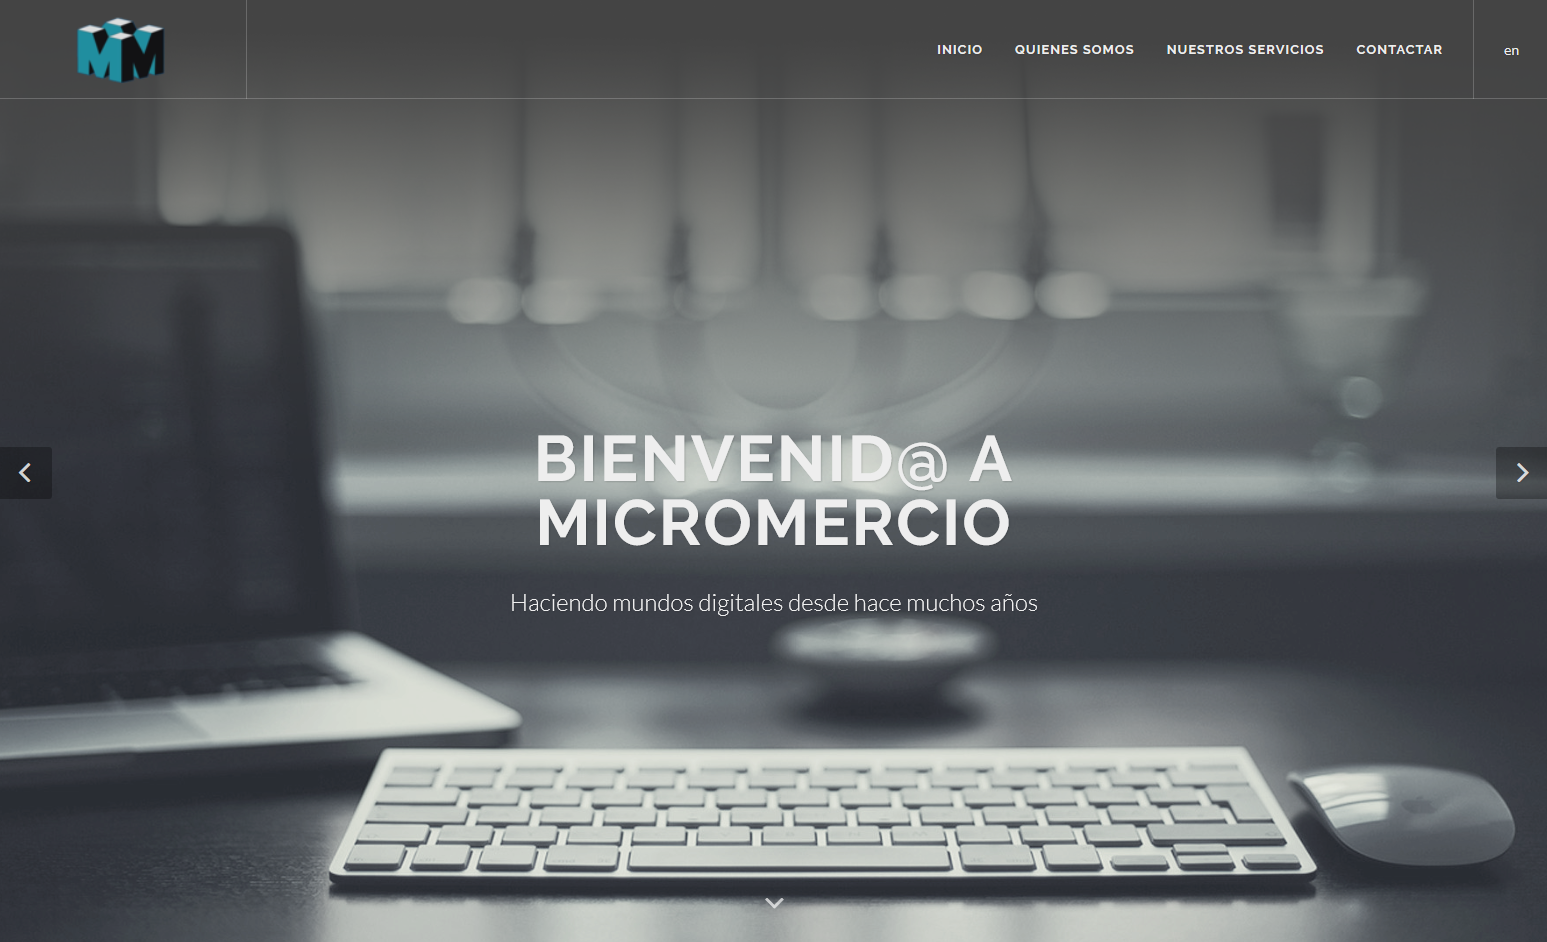 MM
INICIO QUIENES SOMOS NUESTROS SERVICIOS CONTACTAR en
BIENVENID@ A
MICROMERCIO
Haciendo mundos digitales desde hace muchos años